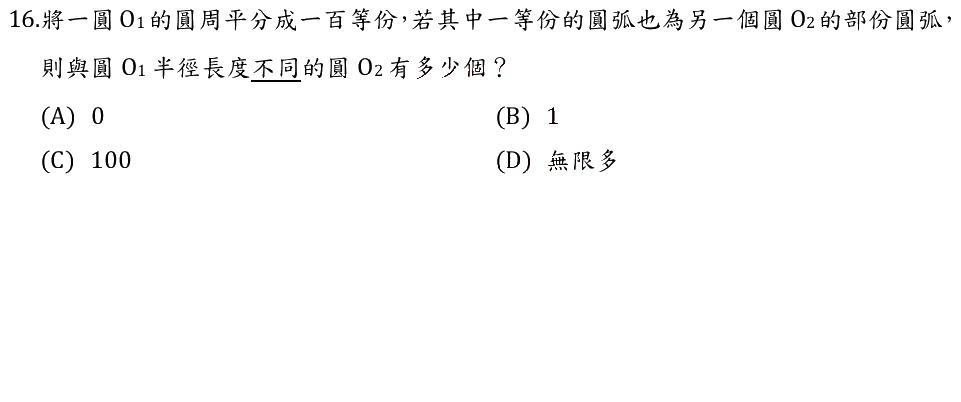 16.將一圓 O1 的圓周平分成一百等份,若其中一等份的圓弧也為另一個圓 O2 的部份圓弧,
則與圓 O1 半徑長度不同的圓 O2 有多少個?
(A) 0 (B) 1
(C) 100 (D) 無限多